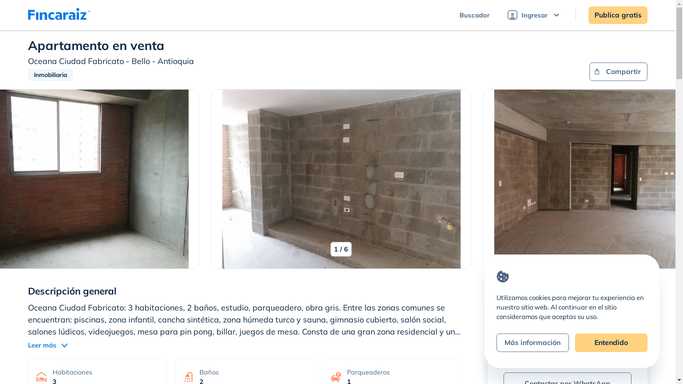 Fincaraiz
Buscador
Ingresar
Publica gratis
Apartamento en venta
Oceana Ciudad Fabricato - Bello - Antioquia
Inmobiliaria
Compartir
1 / 6
Descripción general
Oceana Ciudad Fabricato: 3 habitaciones, 2 baños, estudio, parqueadero, obra gris. Entre las zonas comunes se
encuentran: piscinas, zona infantil, cancha sintética, zona húmeda turco y sauna, gimnasio cubierto, salón social,
salones lúdicos, videojuegos, mesa para pin pong, billar, juegos de mesa. Consta de una gran zona residencial y un...
Leer más
Habitaciones
3
Baños
2
Parqueaderos
1
Utilizamos cookies para mejorar tu experiencia en
nuestro sitio web. Al continuar en el sitio
consideramos que aceptas su uso.
Más información
Entendido
Contactar por WhatsApp